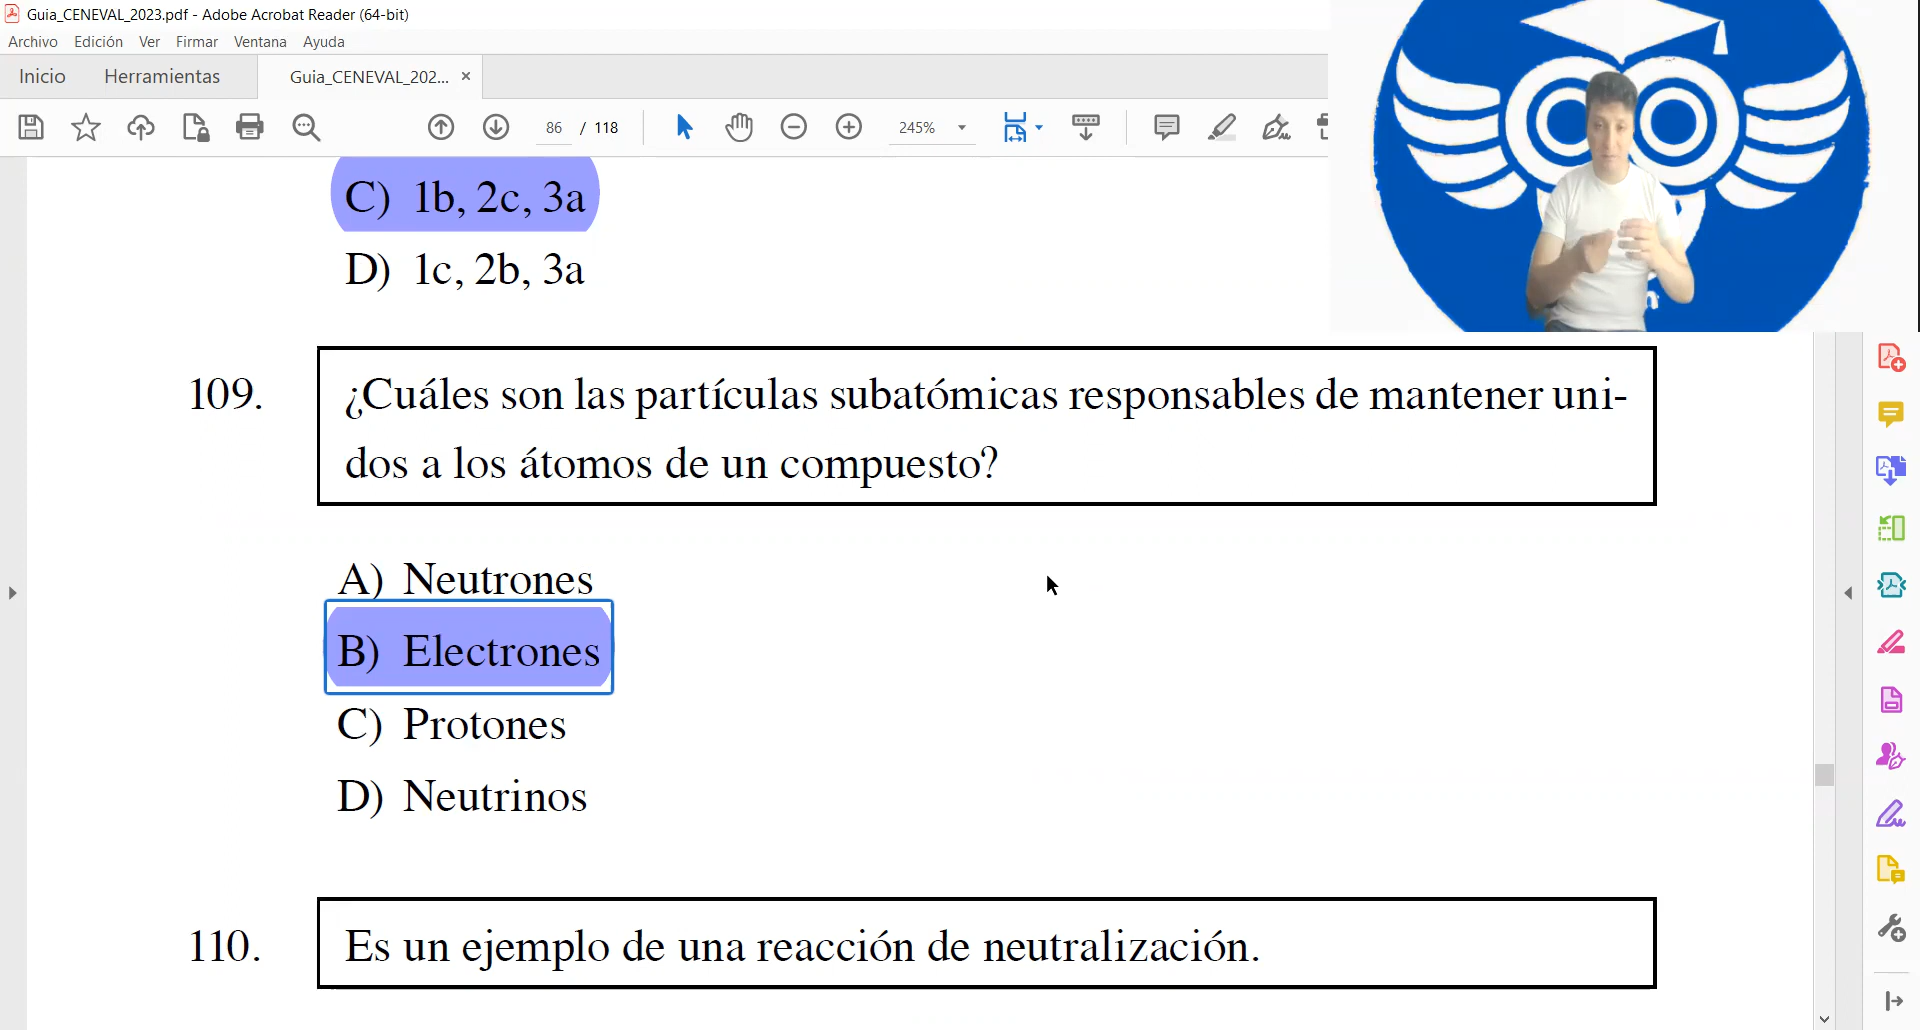 Guia_CENEVAL_2023.pdf - Adobe Acrobat Reader (64-bit)
Archivo Edición Ver Firmar Ventana Ayuda
Inicio Herramientas Guia_CENEVAL_202... ×
86 / 118 245%
C) 1b, 2c, 3a
D) 1c, 2b, 3a
109. ¿Cuáles son las partículas subatómicas responsables de mantener uni-
dos a los átomos de un compuesto?
A) Neutrones
B) Electrones
C) Protones
D) Neutrinos
110. Es un ejemplo de una reacción de neutralización.